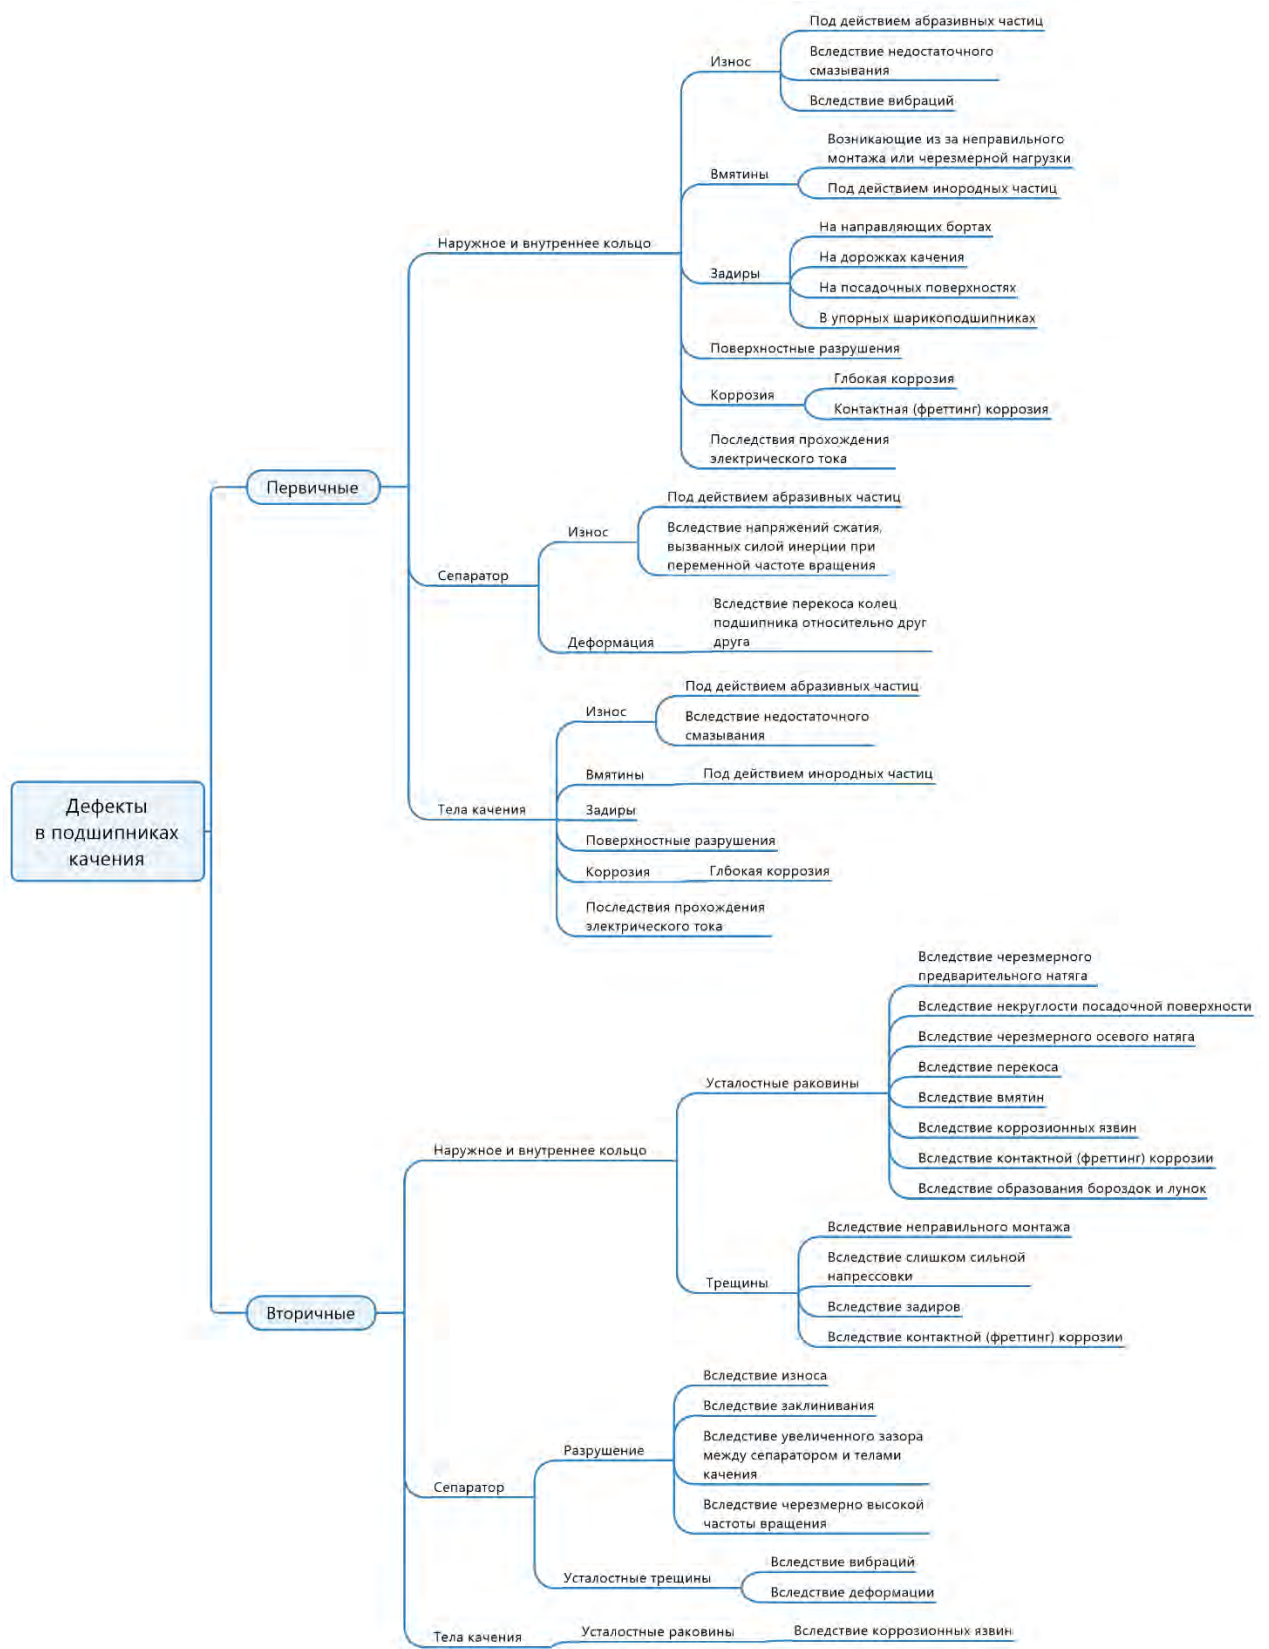 Дефекты
в подшипниках
качения
Первичные
Наружное и внутреннее кольцо
Износ
Под действием абразивных частиц
Вследствие недостаточного
смазывания
Вследствие вибраций
Вмятины
Возникающие из за неправильного
монтажа или черезмерной нагрузки
Под действием инородных частиц
Задиры
На направляющих бортах
На дорожках качения
На посадочных поверхностях
В упорных шарикоподшипниках
Поверхностные разрушения
Коррозия
Глбокая коррозия
Контактная (фреттинг) коррозия
Последствия прохождения
электрического тока
Сепаратор
Износ
Под действием абразивных частиц
Вследствие напряжений сжатия,
вызванных силой инерции при
переменной частоте вращения
Деформация
Вследствие перекоса колец
подшипника относительно друг
друга
Тела качения
Износ
Под действием абразивных частиц
Вследствие недостаточного
смазывания
Вмятины
Под действием инородных частиц
Задиры
Поверхностные разрушения
Коррозия
Глбокая коррозия
Последствия прохождения
электрического тока
Вторичные
Наружное и внутреннее кольцо
Усталостные раковины
Вследствие черезмерного
предварительного натяга
Вследствие некруглости посадочной поверхности
Вследствие черезмерного осевого натяга
Вследствие перекоса
Вследствие вмятин
Вследствие коррозионных язвин
Вследствие контактной (фреттинг) коррозии
Вследствие образования бороздок и лунок
Трещины
Вследствие неправильного монтажа
Вследствие слишком сильной
напрессовки
Вследствие задиров
Вследствие контактной (фреттинг) коррозии
Сепаратор
Разрушение
Вследствие износа
Вследствие заклинивания
Вследстиве увеличенного зазора
между сепаратором и телами
качения
Вследствие черезмерно высокой
частоты вращения
Усталостные трещины
Вследствие вибраций
Вследствие деформации
Тела качения
Усталостные раковины
Вследствие коррозионных язвин